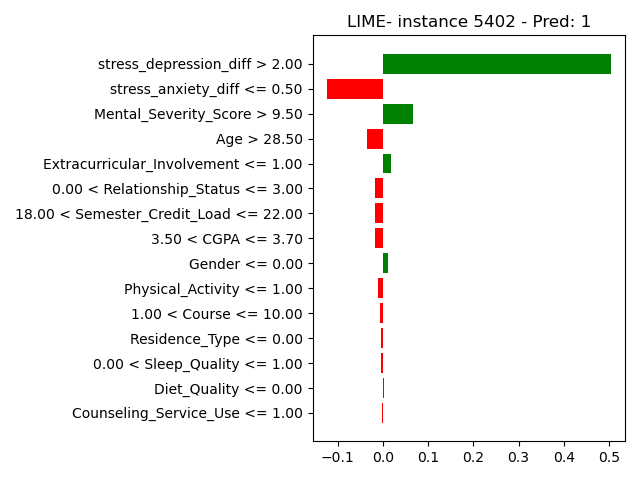 LIME- instance 5402 - Pred: 1
stress_depression_diff > 2.00
stress_anxiety_diff <= 0.50
Mental_Severity_Score > 9.50
Age > 28.50
Extracurricular_Involvement <= 1.00
0.00 < Relationship_Status <= 3.00
18.00 < Semester_Credit_Load <= 22.00
3.50 < CGPA <= 3.70
Gender <= 0.00
Physical_Activity <= 1.00
1.00 < Course <= 10.00
Residence_Type <= 0.00
0.00 < Sleep_Quality <= 1.00
Diet_Quality <= 0.00
Counseling_Service_Use <= 1.00
−0.1 0.0 0.1 0.2 0.3 0.4 0.5